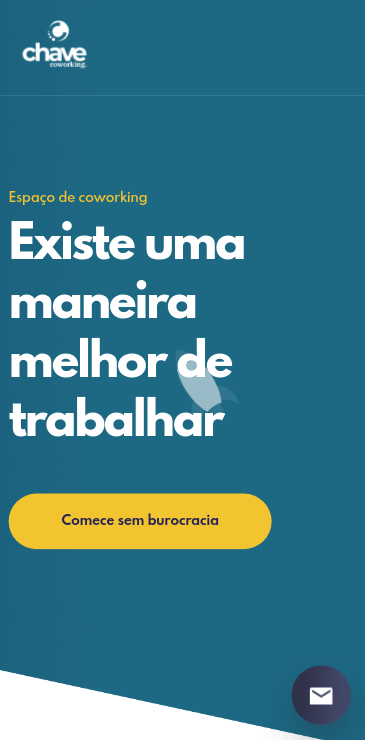 chave
coworking.
Espaço de coworking
Existe uma
maneira
melhor de
trabalhar
Comece sem burocracia